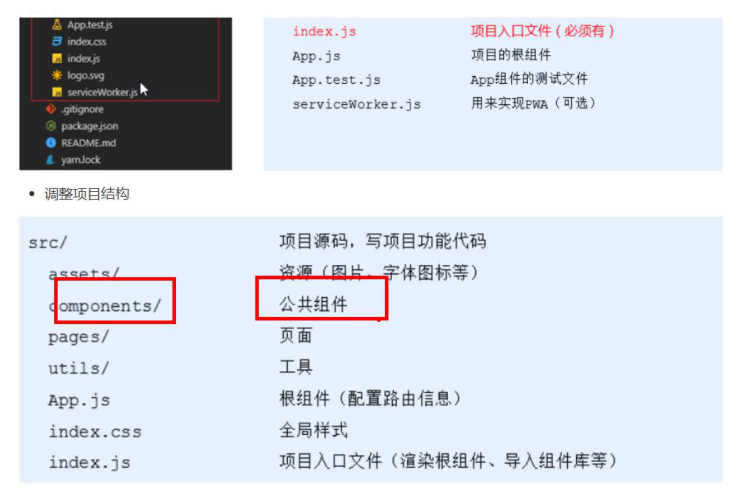 App.test.js
index.css
index.js
logo.svg
serviceWorker.js
.gitignore
package.json
README.md
yarn.lock
index.js 项目入口文件（必须有）
App.js 项目的根组件
App.test.js App组件的测试文件
serviceWorker.js 用来实现PWA（可选）
• 调整项目结构
src/ 项目源码，写项目功能代码
assets/ 资源（图片、字体图标等）
components/ 公共组件
pages/ 页面
utils/ 工具
App.js 根组件（配置路由信息）
index.css 全局样式
index.js 项目入口文件（渲染根组件、导入组件库等）